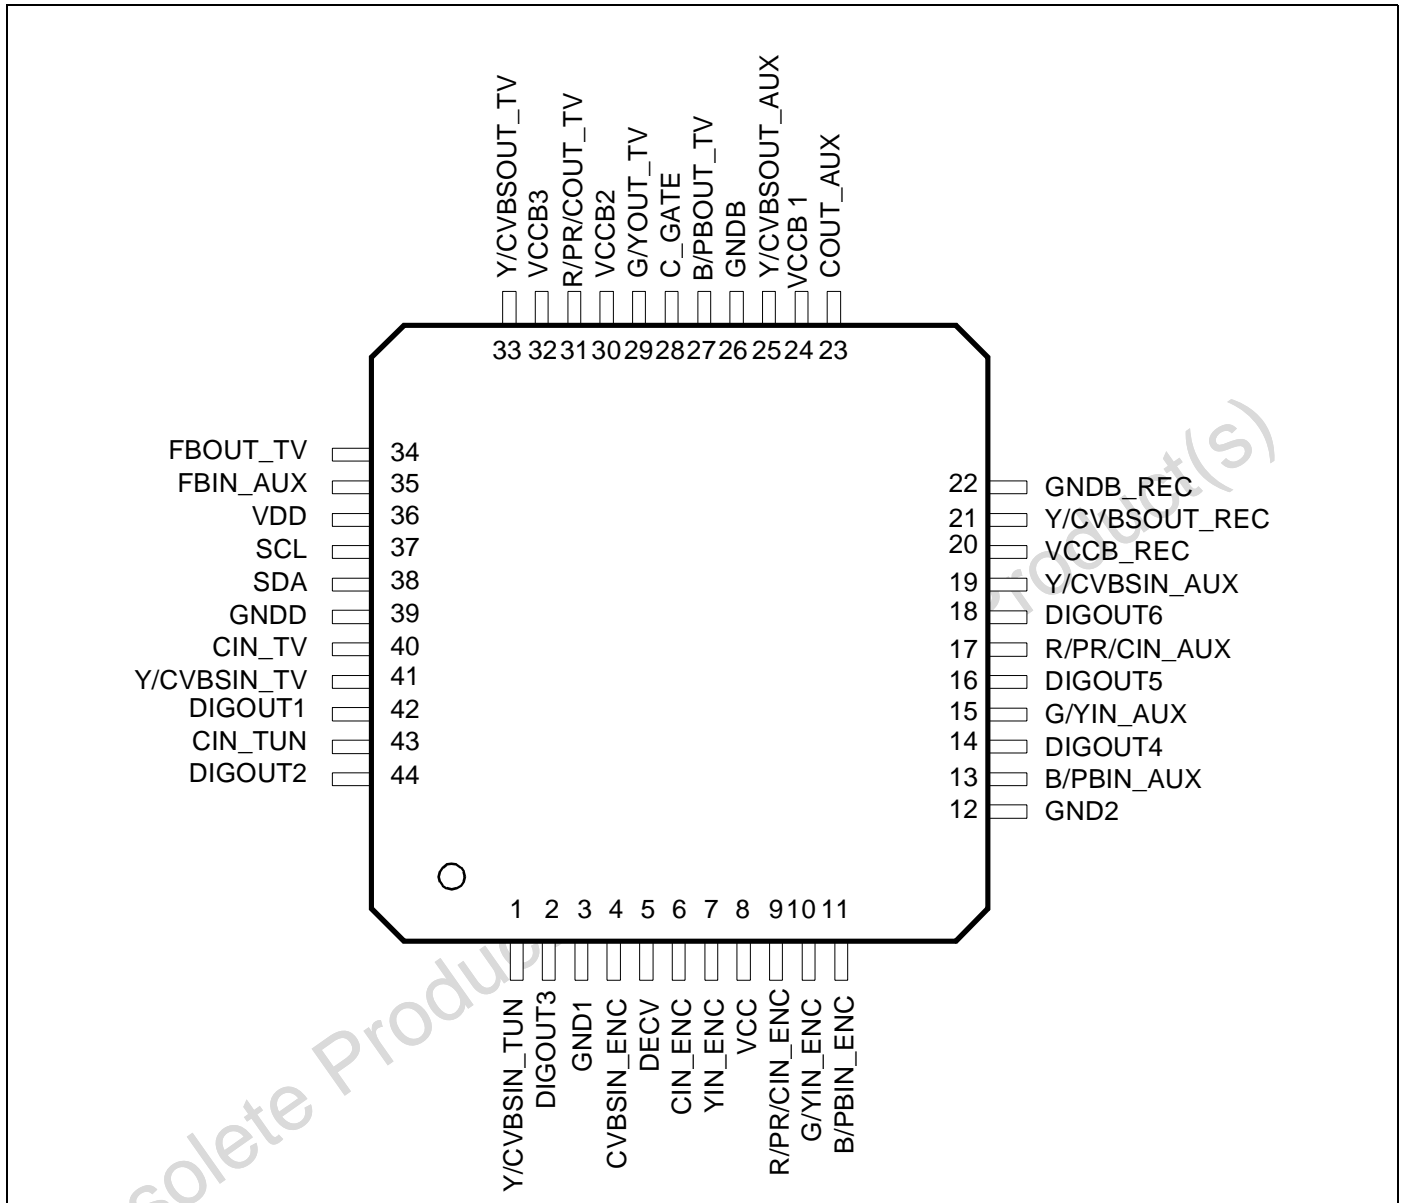 Y/CVBSOUT_TV
VCCB3
R/PR/COUT_TV
VCCB2
G/YOUT_TV
C_GATE
B/PBOUT_TV
GNDB
Y/CVBSOUT_AUX
VCCB 1
COUT_AUX
33 32 31 30 29 28 27 26 25 24 23
FBOUT_TV 34
FBIN_AUX 35
VDD 36
SCL 37
SDA 38
GNDD 39
CIN_TV 40
Y/CVBSIN_TV 41
DIGOUT1 42
CIN_TUN 43
DIGOUT2 44
22 GNDB_REC
21 Y/CVBSOUT_REC
20 VCCB_REC
19 Y/CVBSIN_AUX
18 DIGOUT6
17 R/PR/CIN_AUX
16 DIGOUT5
15 G/YIN_AUX
14 DIGOUT4
13 B/PBIN_AUX
12 GND2
1 2 3 4 5 6 7 8 9 10 11
Y/CVBSIN_TUN
DIGOUT3
GND1
CVBSIN_ENC
DECV
CIN_ENC
YIN_ENC
VCC
R/PR/CIN_ENC
G/YIN_ENC
B/PBIN_ENC
solete Produc
Product(s)